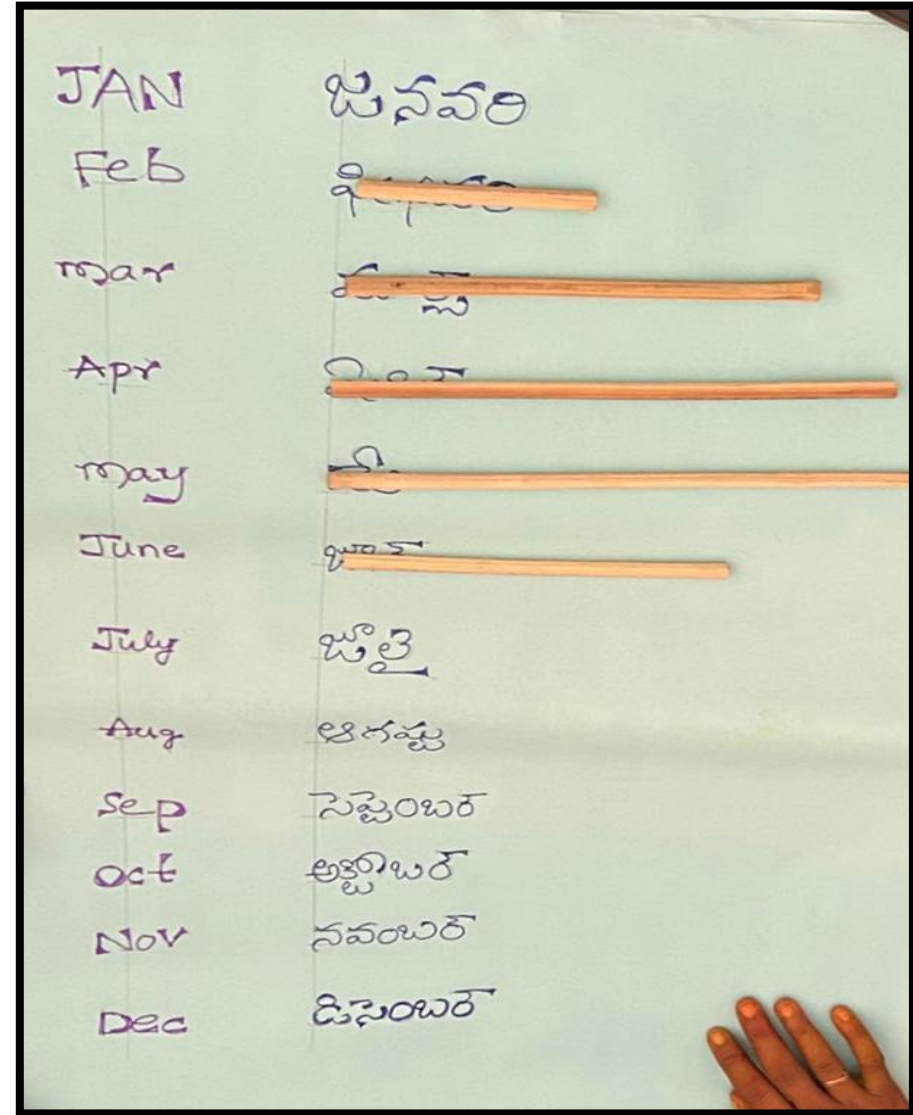 JAN జనవరి
Feb
Mar
Apr
May
June
July జూలై
Aug ఆగష్టు
Sep సెప్టెంబర్
Oct అక్టోబర్
Nov నవంబర్
Dec డిసెంబర్